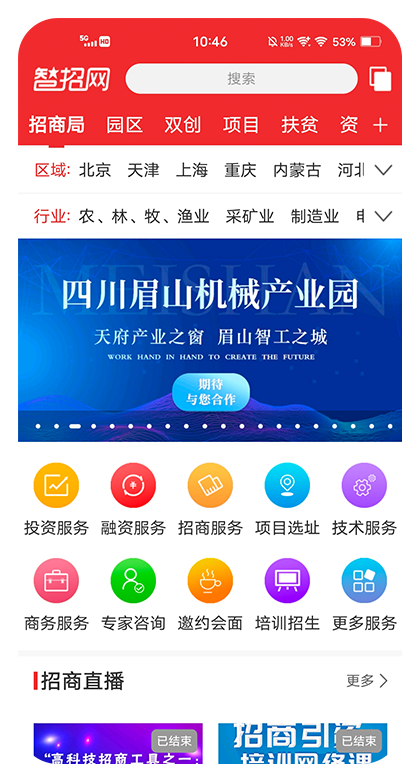 5G HD 10:46 1.00 KB/s 53%
智招网 搜索
招商局 园区 双创 项目 扶贫 资 +
区域: 北京 天津 上海 重庆 内蒙古 河北
行业: 农、林、牧、渔业 采矿业 制造业
MEISHAN
四川眉山机械产业园
天府产业之窗 眉山智工之城
WORK HAND IN HAND TO CREATE THE FUTURE
期待
与您合作
投资服务 融资服务 招商服务 项目选址 技术服务
商务服务 专家咨询 邀约会面 培训招生 更多服务
招商直播 更多
已结束 已结束
“高科技招商工具之一: 招商引资
培训网络课